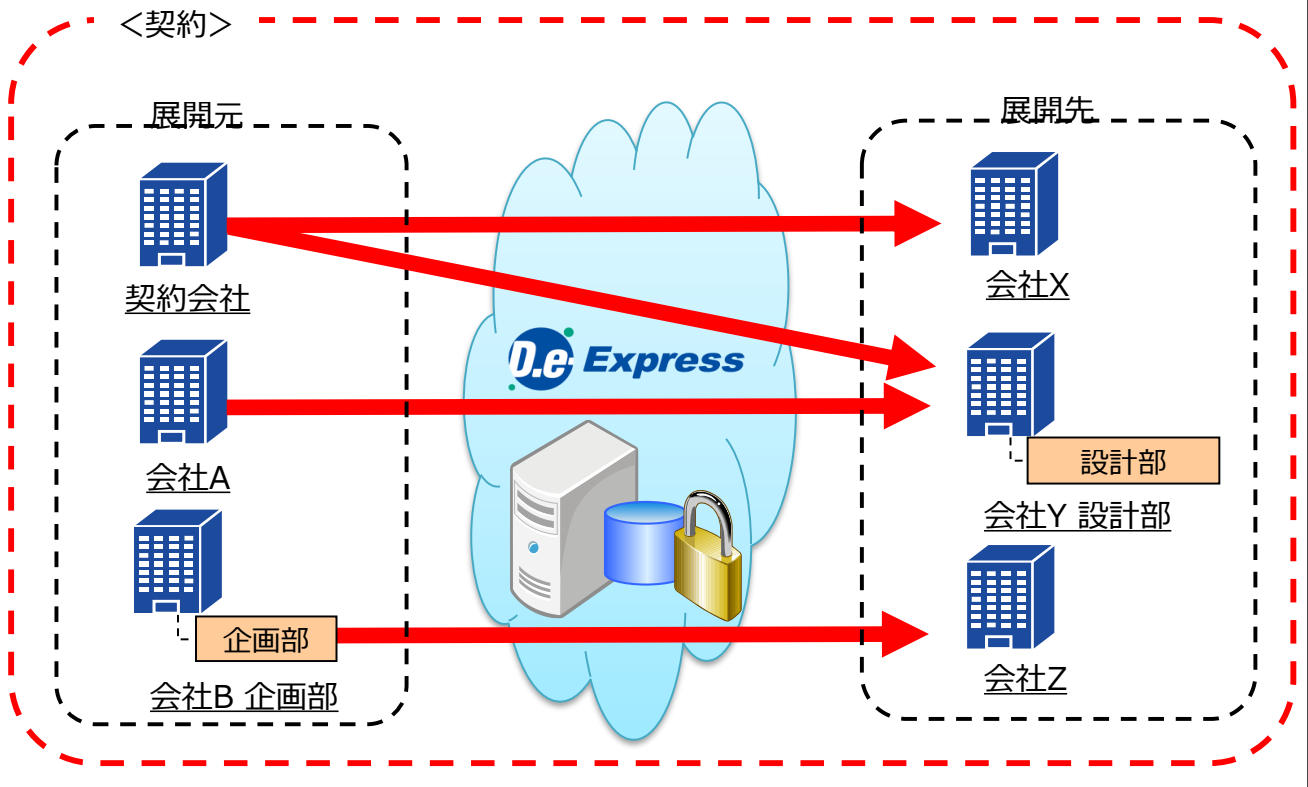 ＜契約＞
展開元
展開先
契約会社
会社X
D.e- Express
会社A
設計部
会社Y 設計部
企画部
会社B 企画部
会社Z